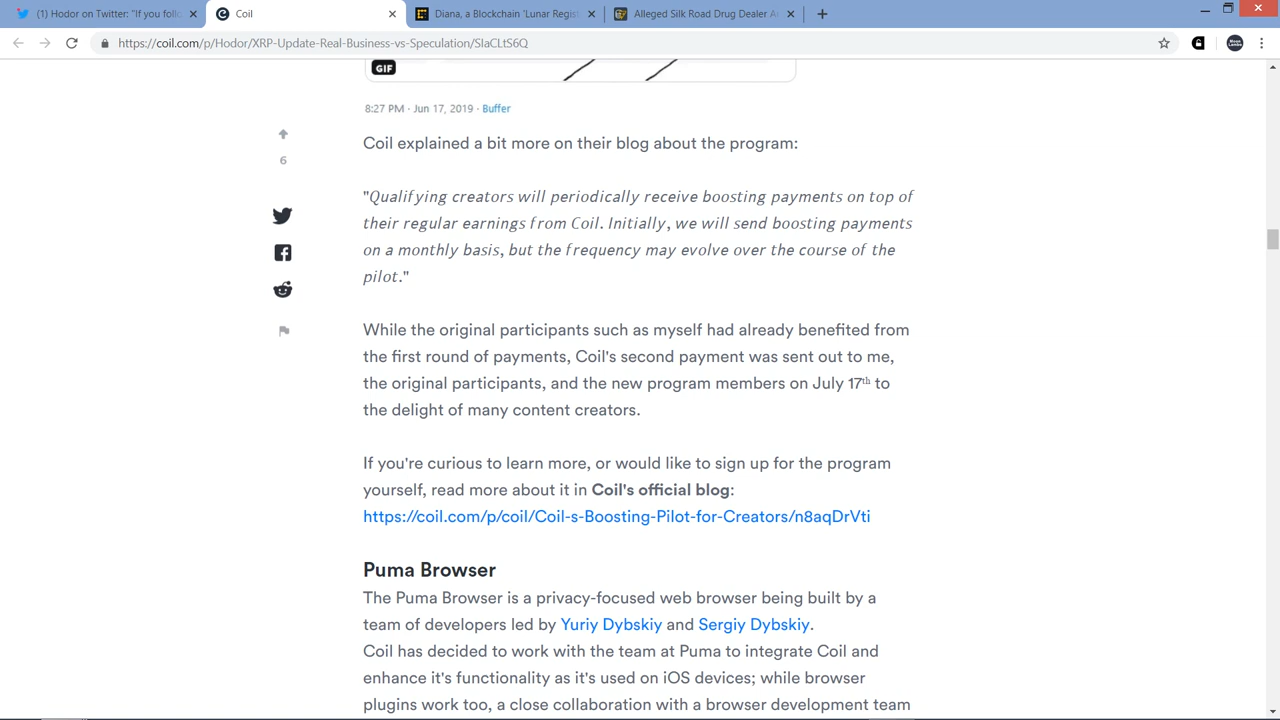 (1) Hodor on Twitter: "If you follo
Coil
Diana, a Blockchain 'Lunar Regist
Alleged Silk Road Drug Dealer A
https://coil.com/p/Hodor/XRP-Update-Real-Business-vs-Speculation/SlaCLtS6Q
GIF
8:27 PM · Jun 17, 2019 · Buffer
6
Coil explained a bit more on their blog about the program:
"Qualifying creators will periodically receive boosting payments on top of
their regular earnings from Coil. Initially, we will send boosting payments
on a monthly basis, but the frequency may evolve over the course of the
pilot."
While the original participants such as myself had already benefited from
the first round of payments, Coil's second payment was sent out to me,
the original participants, and the new program members on July 17th to
the delight of many content creators.
If you're curious to learn more, or would like to sign up for the program
yourself, read more about it in Coil's official blog:
https://coil.com/p/coil/Coil-s-Boosting-Pilot-for-Creators/n8aqDrVti
Puma Browser
The Puma Browser is a privacy-focused web browser being built by a
team of developers led by Yuriy Dybskiy and Sergiy Dybskiy.
Coil has decided to work with the team at Puma to integrate Coil and
enhance it's functionality as it's used on iOS devices; while browser
plugins work too, a close collaboration with a browser development team